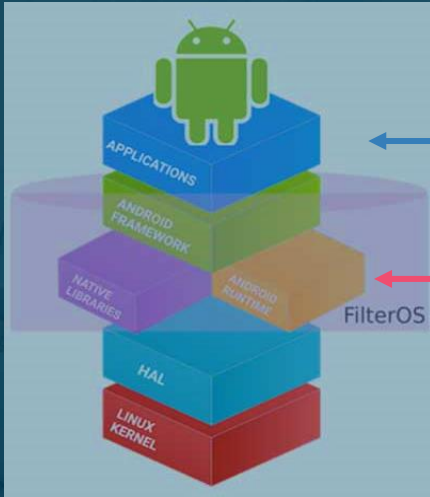 APPLICATIONS
ANDROID
FRAMEWORK
NATIVE
LIBRARIES
ANDROID
RUNTIME
FilterOS
HAL
LINUX
KERNEL